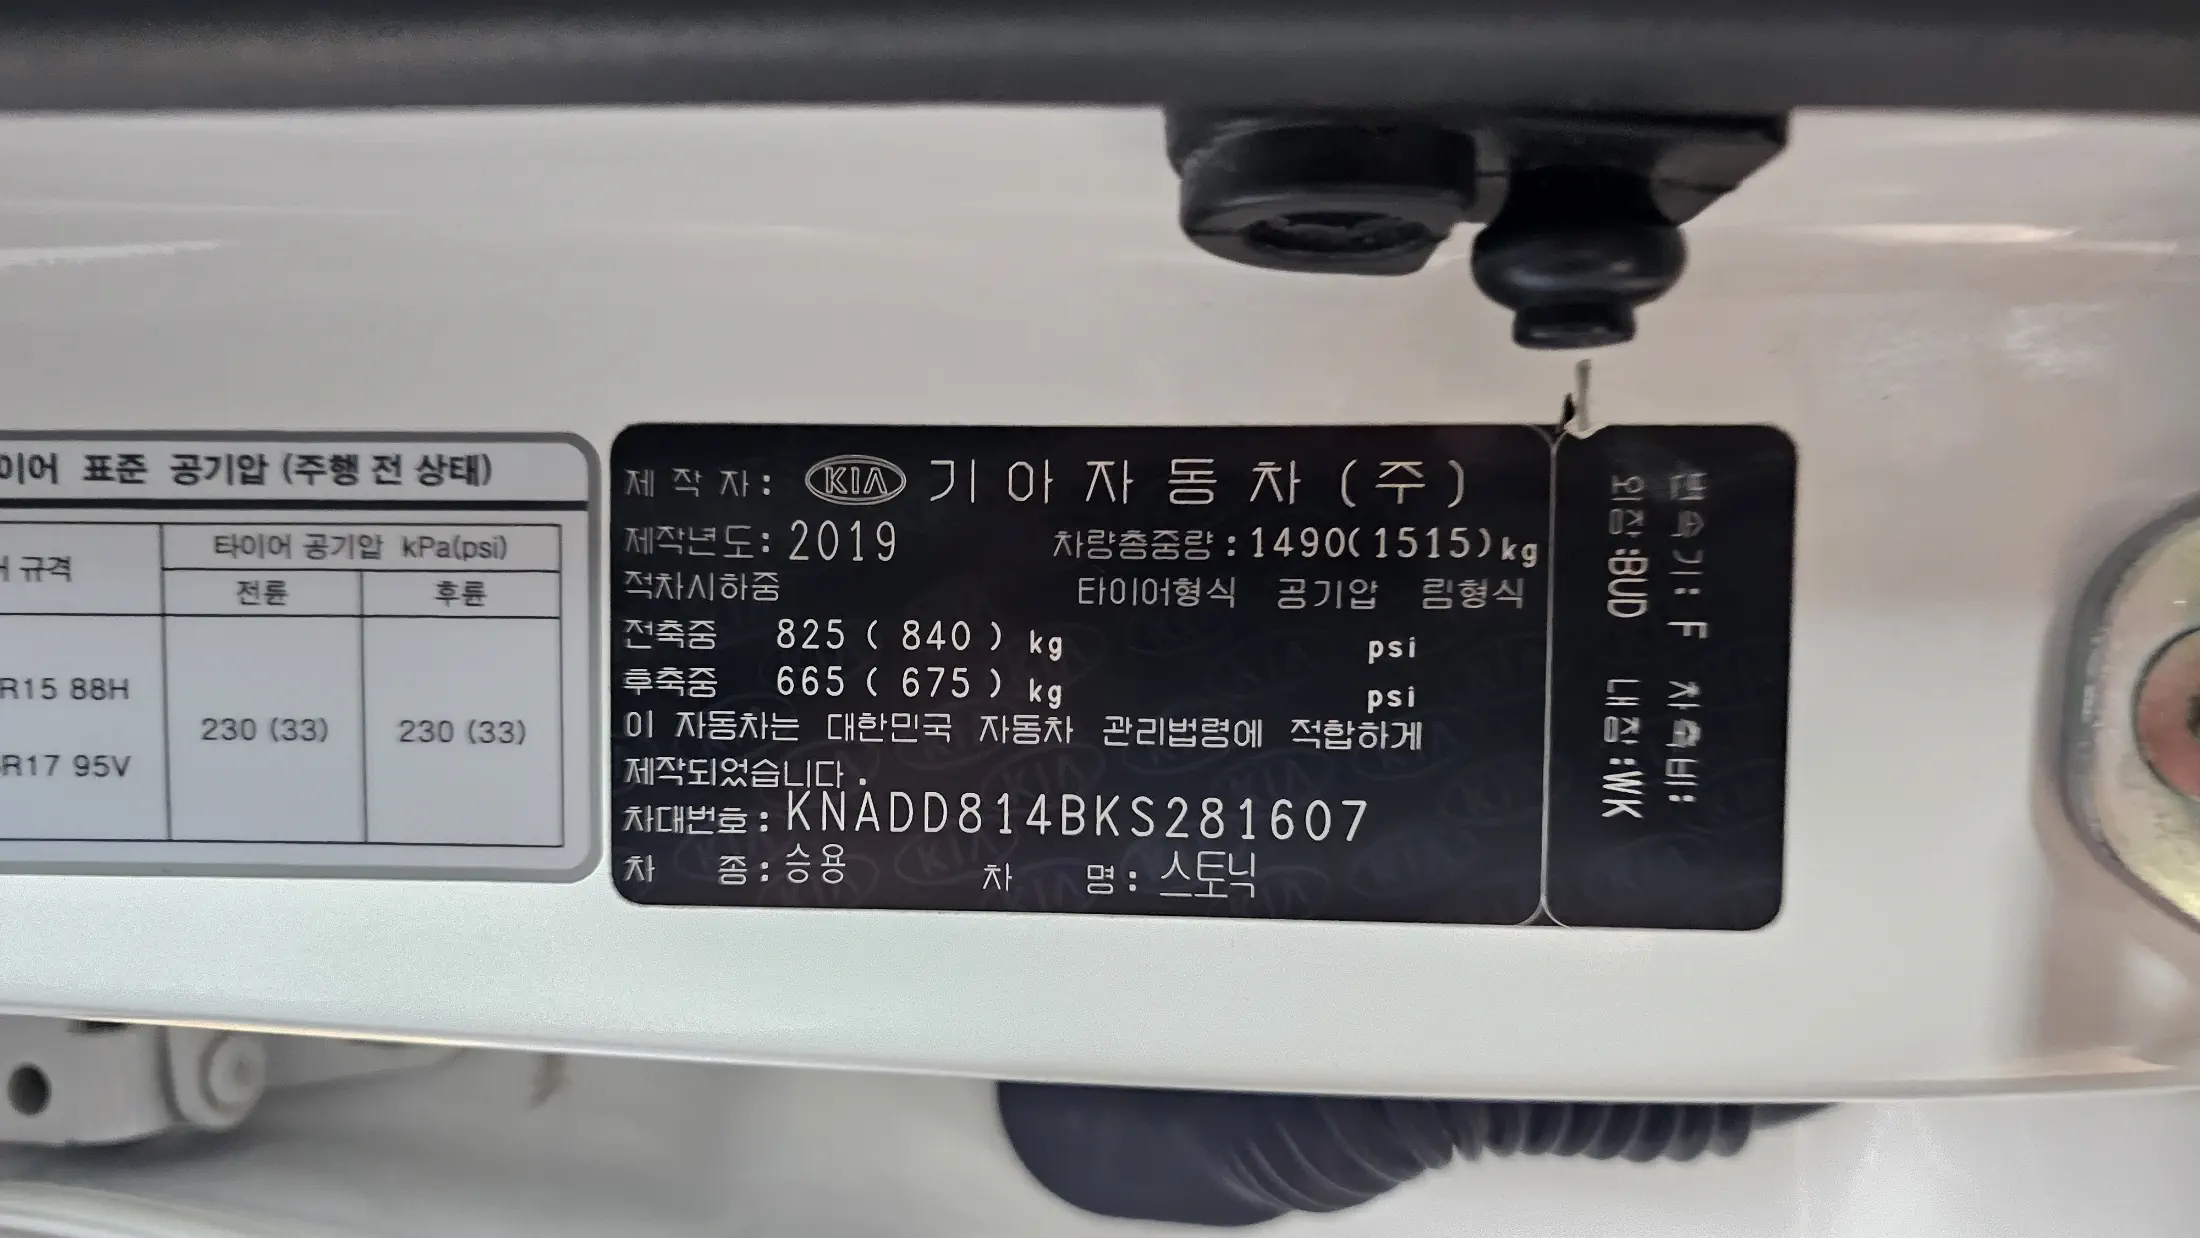 이어 표준 공기압 (주행 전 상태)
규격
타이어 공기압 kPa(psi)
전륜 후륜
R15 88H
R17 95V
230 (33) 230 (33)
제 작 자: KIA 기아자동차(주)
제작년도: 2019 차량총중량: 1490(1515)kg
적차시하중 타이어형식 공기압 림형식
전축중 825 ( 840 ) kg psi
후축중 665 ( 675 ) kg psi
이 자동차는 대한민국 자동차 관리법령에 적합하게
제작되었습니다.
차대번호: KNADD814BKS281607
차 종: 승용 차 명: 스토닉
변속기: F 차축비:
외장:BUD 내장:WK